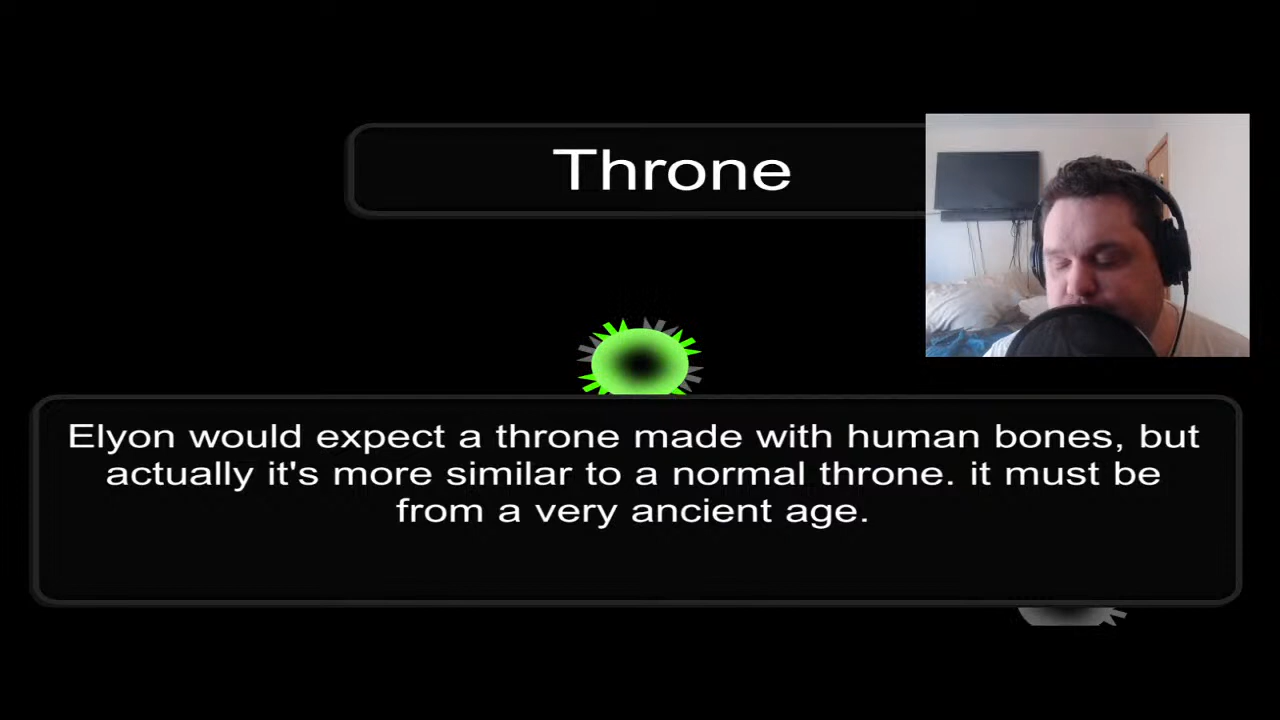 Throne
Elyon would expect a throne made with human bones, but
actually it's more similar to a normal throne. it must be
from a very ancient age.